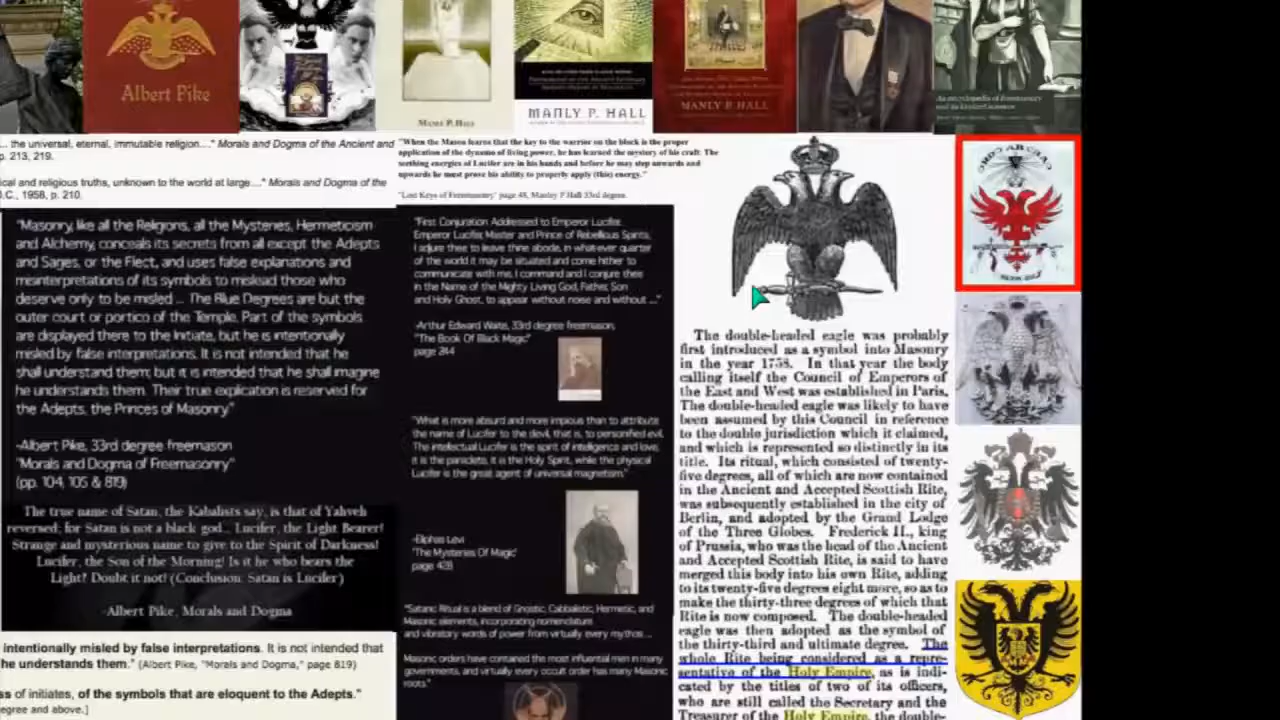 Albert Pike
MANLY P. HALL
MANLY P. HALL
MANLY P. HALL
... the universal, eternal, immutable religion...." Morals and Dogma of the Ancient and
p. 213, 219.
ical and religious truths, unknown to the world at large...." Morals and Dogma of the
.C., 1958, p. 210.
"Masonry, like all the Religions, all the Mysteries, Hermeticism
and Alchemy, conceals its secrets from all except the Adepts
and Sages, or the Elect, and uses false explanations and
misinterpretations of its symbols to mislead those who
deserve only to be misled ... The Blue Degrees are but the
outer court or portico of the Temple. Part of the symbols
are displayed there to the Initiate, but he is intentionally
misled by false interpretations. It is not intended that he
shall understand them; but it is intended that he shall imagine
he understands them. Their true explication is reserved for
the Adepts, the Princes of Masonry"
-Albert Pike, 33rd degree freemason
"Morals and Dogma of Freemasonry"
(pp. 104, 105 & 819)
The true name of Satan, the Kabalists say, is that of Yahveh
reversed; for Satan is not a black god... Lucifer, the Light Bearer!
Strange and mysterious name to give to the Spirit of Darkness!
Lucifer, the Son of the Morning! Is it he who bears the
Light? Doubt it not! (Conclusion: Satan is Lucifer)
-Albert Pike, Morals and Dogma
intentionally misled by false interpretations. It is not intended that
he understands them." (Albert Pike, "Morals and Dogma," page 819)
ss of initiates, of the symbols that are eloquent to the Adepts."
egree and above.]
"When the Mason learns that the key to the warrior on the block is the proper
application of the dynamo of living power, he has learned the mystery of his craft. The
seething energies of Lucifer are in his hands and before he may step onwards and
upwards he must prove his ability to properly apply (this) energy."
"Lost Keys of Freemasonry" page 48, Manley P Hall 33rd degree.
"First Conjuration Addressed to Emperor Lucifer.
Emperor Lucifer, Master and Prince of Rebellious Spirits,
I adjure thee to leave thine abode, in what ever quarter
of the world it may be situated and come hither to
communicate with me. I command and I conjure thee
in the Name of the Mighty Living God, Father, Son
and Holy Ghost, to appear without noise and without ..."
-Arthur Edward Waite, 33rd degree freemason,
"The Book Of Black Magic"
page 244
"What is more absurd and more impious than to attribute
the name of Lucifer to the devil, that is, to personified evil.
The intellectual Lucifer is the spirit of intelligence and love;
it is the paraclete, it is the Holy Spirit, while the physical
Lucifer is the great agent of universal magnetism."
-Eliphas Levi
"The Mysteries Of Magic"
page 428
"Satanic Ritual is a blend of Gnostic, Cabbalistic, Hermetic, and
Masonic elements, incorporating nomenclature
and vibratory words of power from virtually every mythos...
Masonic orders have contained the most influential men in many
governments, and virtually every occult order has many Masonic
roots."
The double-headed eagle was probably
first introduced as a symbol into Masonry
in the year 1758. In that year the body
calling itself the Council of Emperors of
the East and West was established in Paris.
The double-headed eagle was likely to have
been assumed by this Council in reference
to the double jurisdiction which it claimed,
and which is represented so distinctly in its
title. Its ritual, which consisted of twenty-
five degrees, all of which are now contained
in the Ancient and Accepted Scottish Rite,
was subsequently established in the city of
Berlin, and adopted by the Grand Lodge
of the Three Globes. Frederick II., king
of Prussia, who was the head of the Ancient
and Accepted Scottish Rite, is said to have
merged this body into his own Rite, adding
to its twenty-five degrees eight more, so as to
make the thirty-three degrees of which that
Rite is now composed. The double-headed
eagle was then adopted as the symbol of
the thirty-third and ultimate degree. The
whole Rite being considered as a repre-
sentative of the Holy Empire, as is indi-
cated by the titles of two of its officers,
who are still called the Secretary and
Treasurer of the Holy Empire, the double-